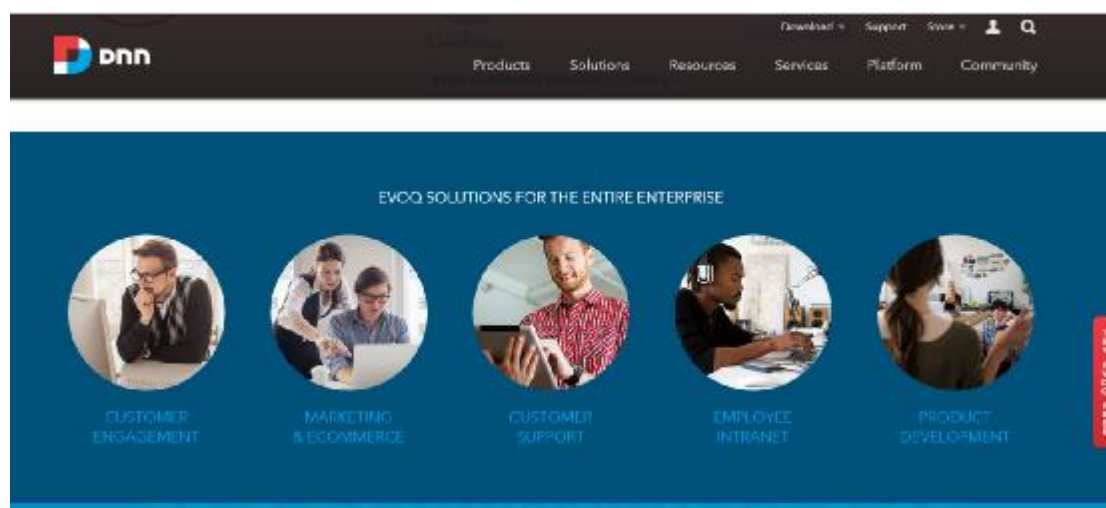 Download Support Store
DNN
Products Solutions Resources Services Platform Community
EVOQ SOLUTIONS FOR THE ENTIRE ENTERPRISE
CUSTOMER
ENGAGEMENT
MARKETING
& ECOMMERCE
CUSTOMER
SUPPORT
EMPLOYEE
INTRANET
PRODUCT
DEVELOPMENT